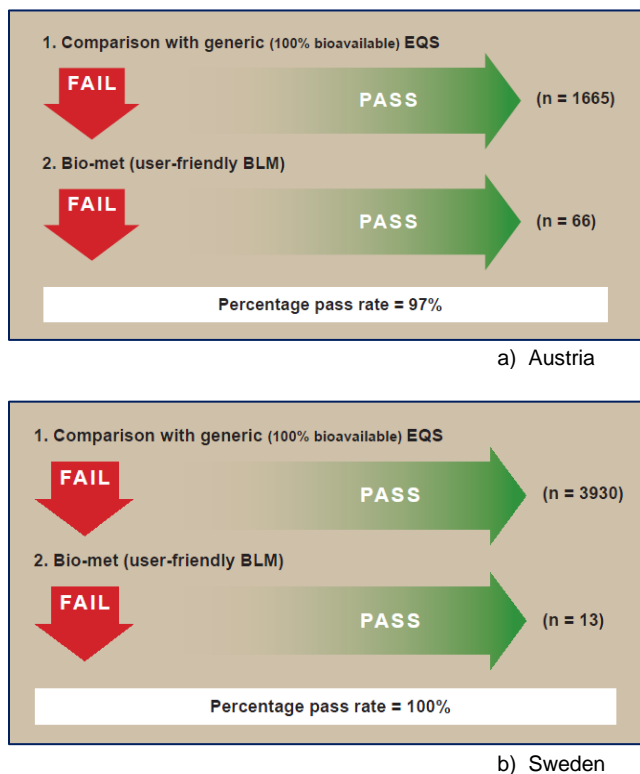 1. Comparison with generic (100% bioavailable) EQS
FAIL
PASS
(n = 1665)
2. Bio-met (user-friendly BLM)
FAIL
PASS
(n = 66)
Percentage pass rate = 97%
a) Austria
1. Comparison with generic (100% bioavailable) EQS
FAIL
PASS
(n = 3930)
2. Bio-met (user-friendly BLM)
FAIL
PASS
(n = 13)
Percentage pass rate = 100%
b) Sweden